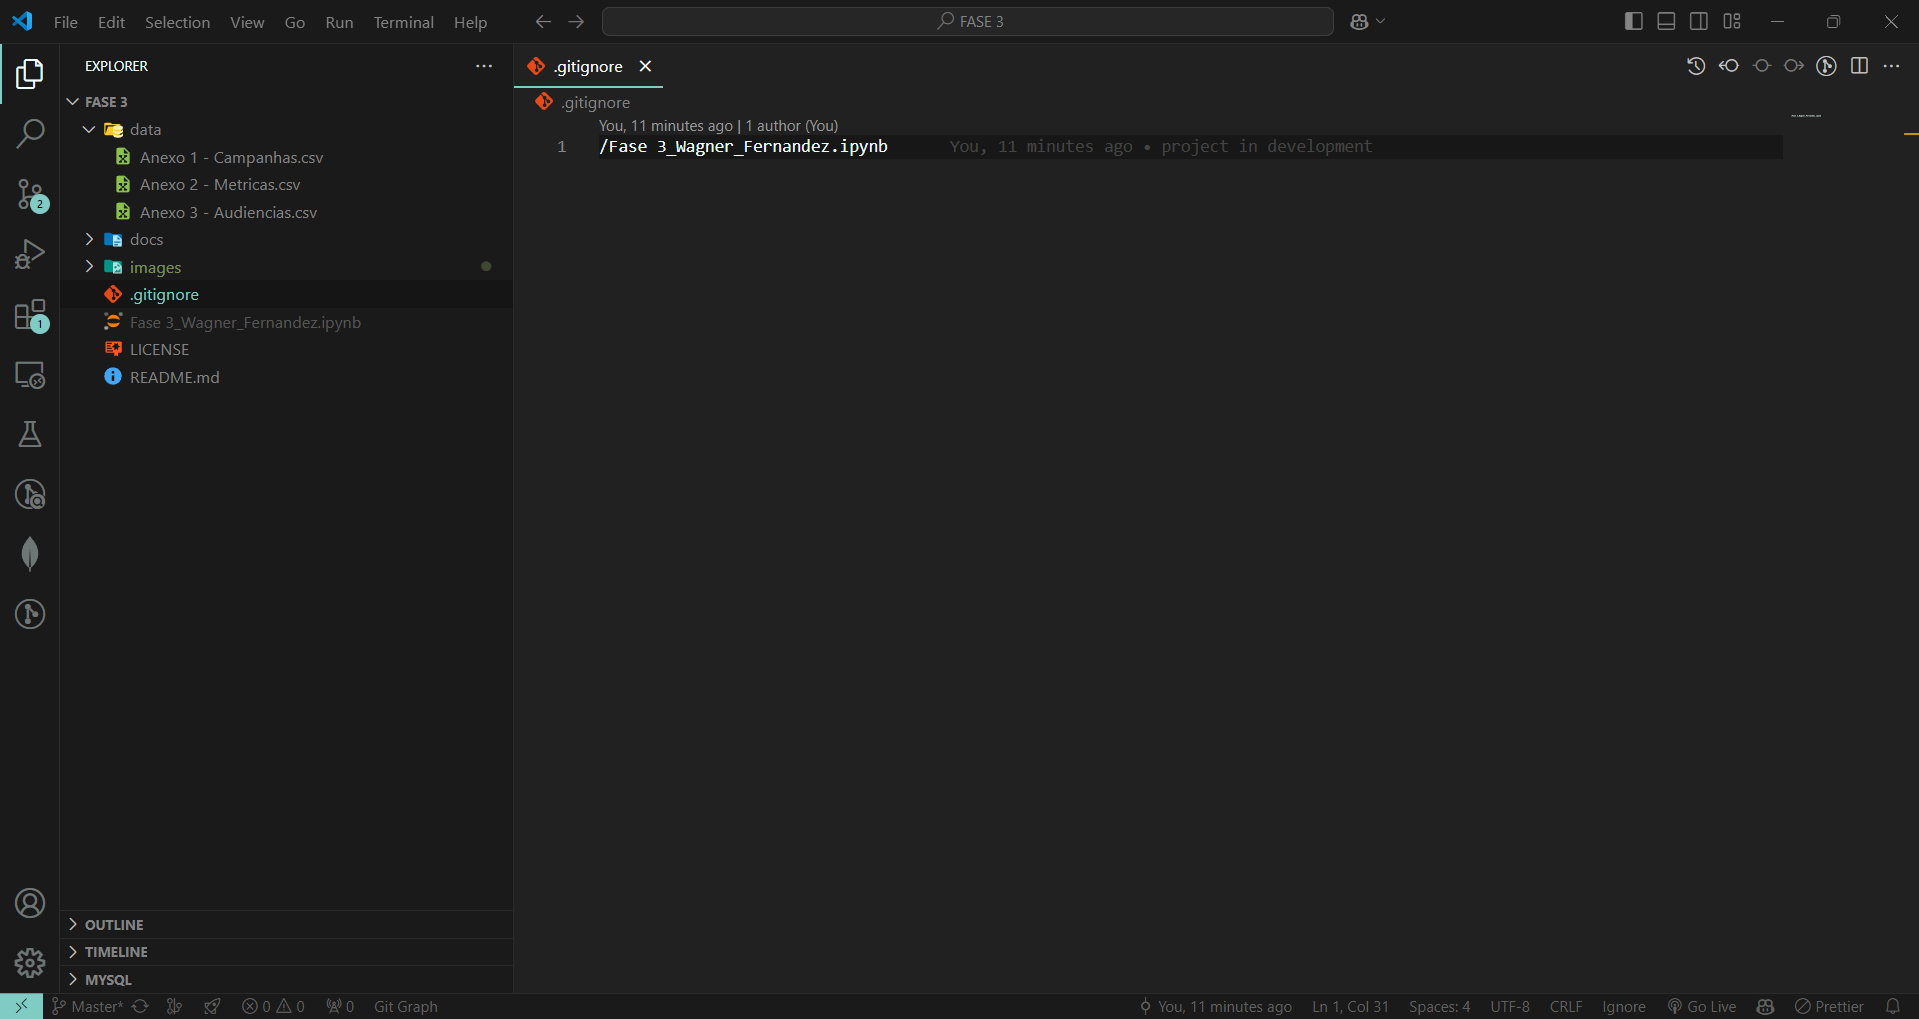 File Edit Selection View Go Run Terminal Help
FASE 3
EXPLORER
FASE 3
data
Anexo 1 - Campanhas.csv
Anexo 2 - Metricas.csv
Anexo 3 - Audiencias.csv
docs
images
.gitignore
Fase 3_Wagner_Fernandez.ipynb
LICENSE
README.md
2
1
OUTLINE
TIMELINE
MYSQL
.gitignore
.gitignore
You, 11 minutes ago | 1 author (You)
1 /Fase 3_Wagner_Fernandez.ipynb You, 11 minutes ago • project in development
Master* 0 0 0 Git Graph You, 11 minutes ago Ln 1, Col 31 Spaces: 4 UTF-8 CRLF Ignore Go Live Prettier